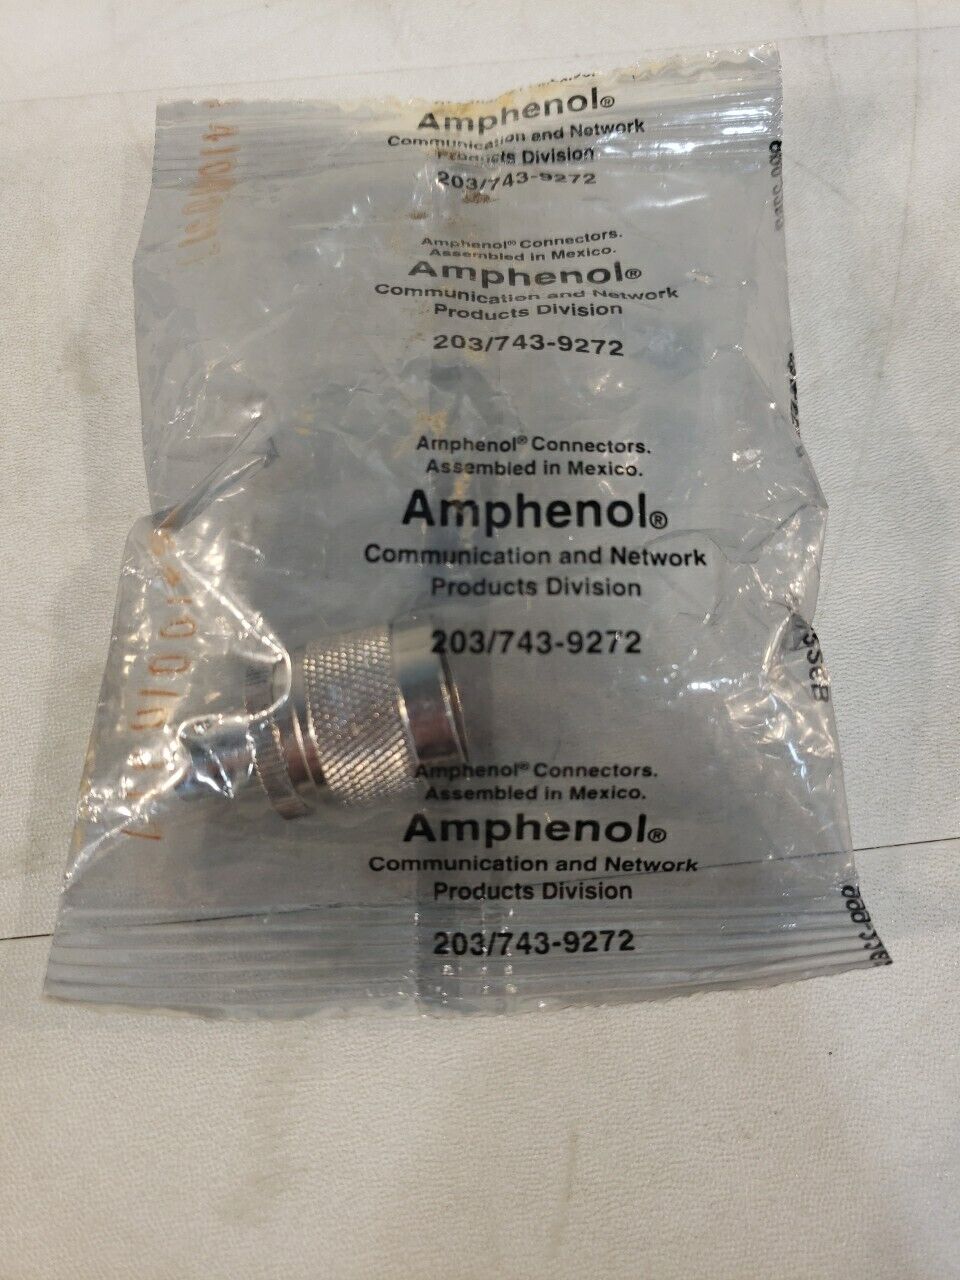 Amphenol®
Communication and Network
Products Division
203/743-9272
Amphenol® Connectors.
Assembled in Mexico.
Amphenol®
Communication and Network
Products Division
203/743-9272
Amphenol® Connectors.
Assembled in Mexico.
Amphenol®
Communication and Network
Products Division
203/743-9272
Amphenol® Connectors.
Assembled in Mexico.
Amphenol®
Communication and Network
Products Division
203/743-9272